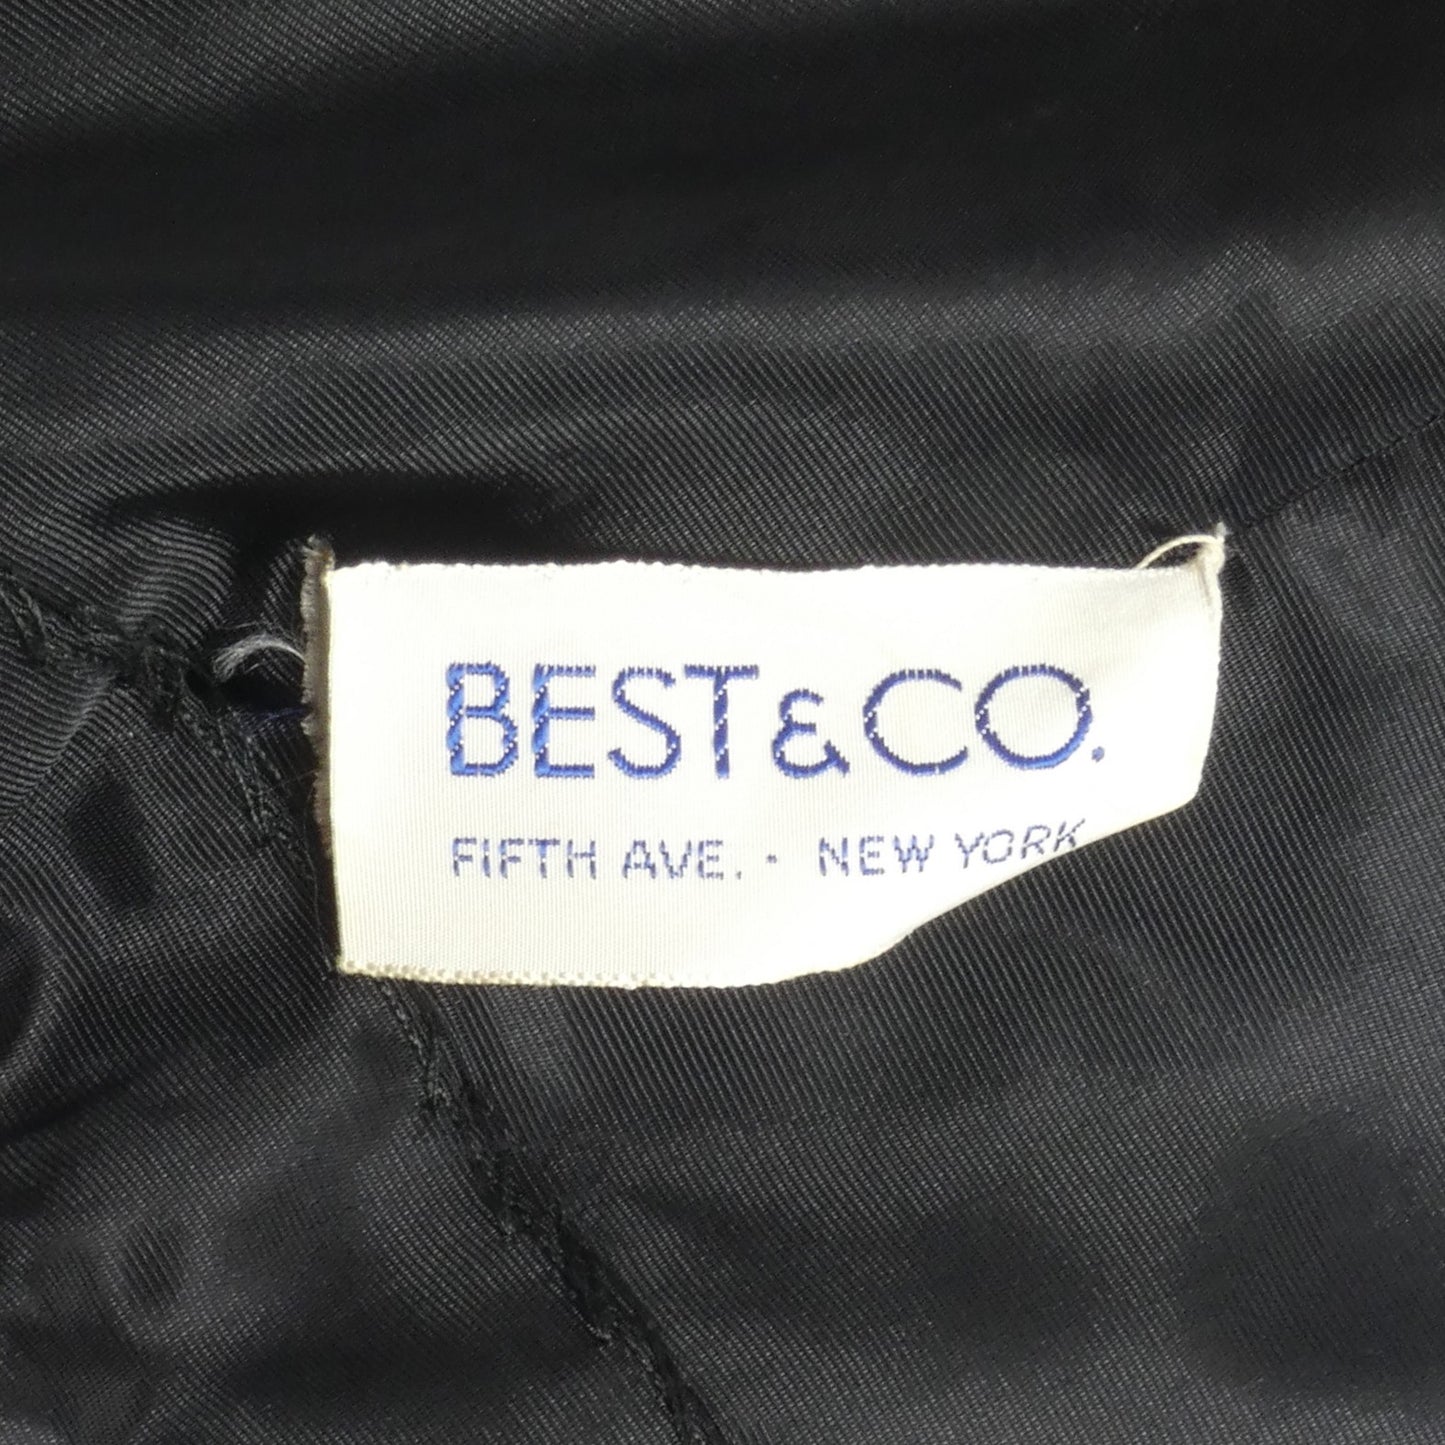 BEST & CO.
FIFTH AVE. · NEW YORK